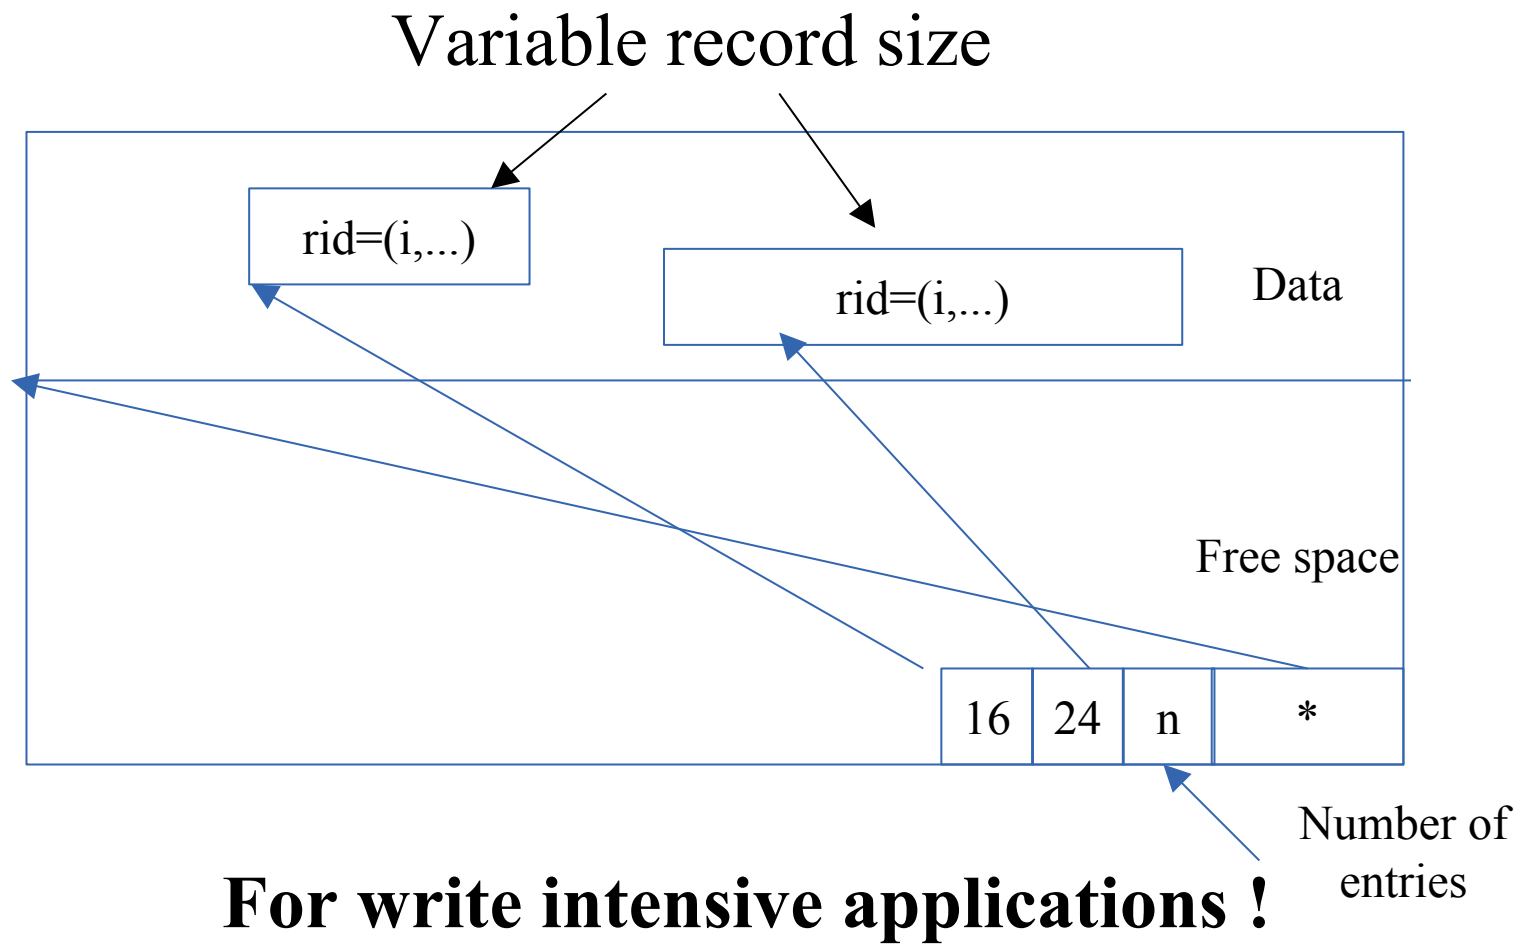 Variable record size
rid=(i,...)
rid=(i,...)
Data
Free space
16 24 n *
Number of
entries
For write intensive applications !